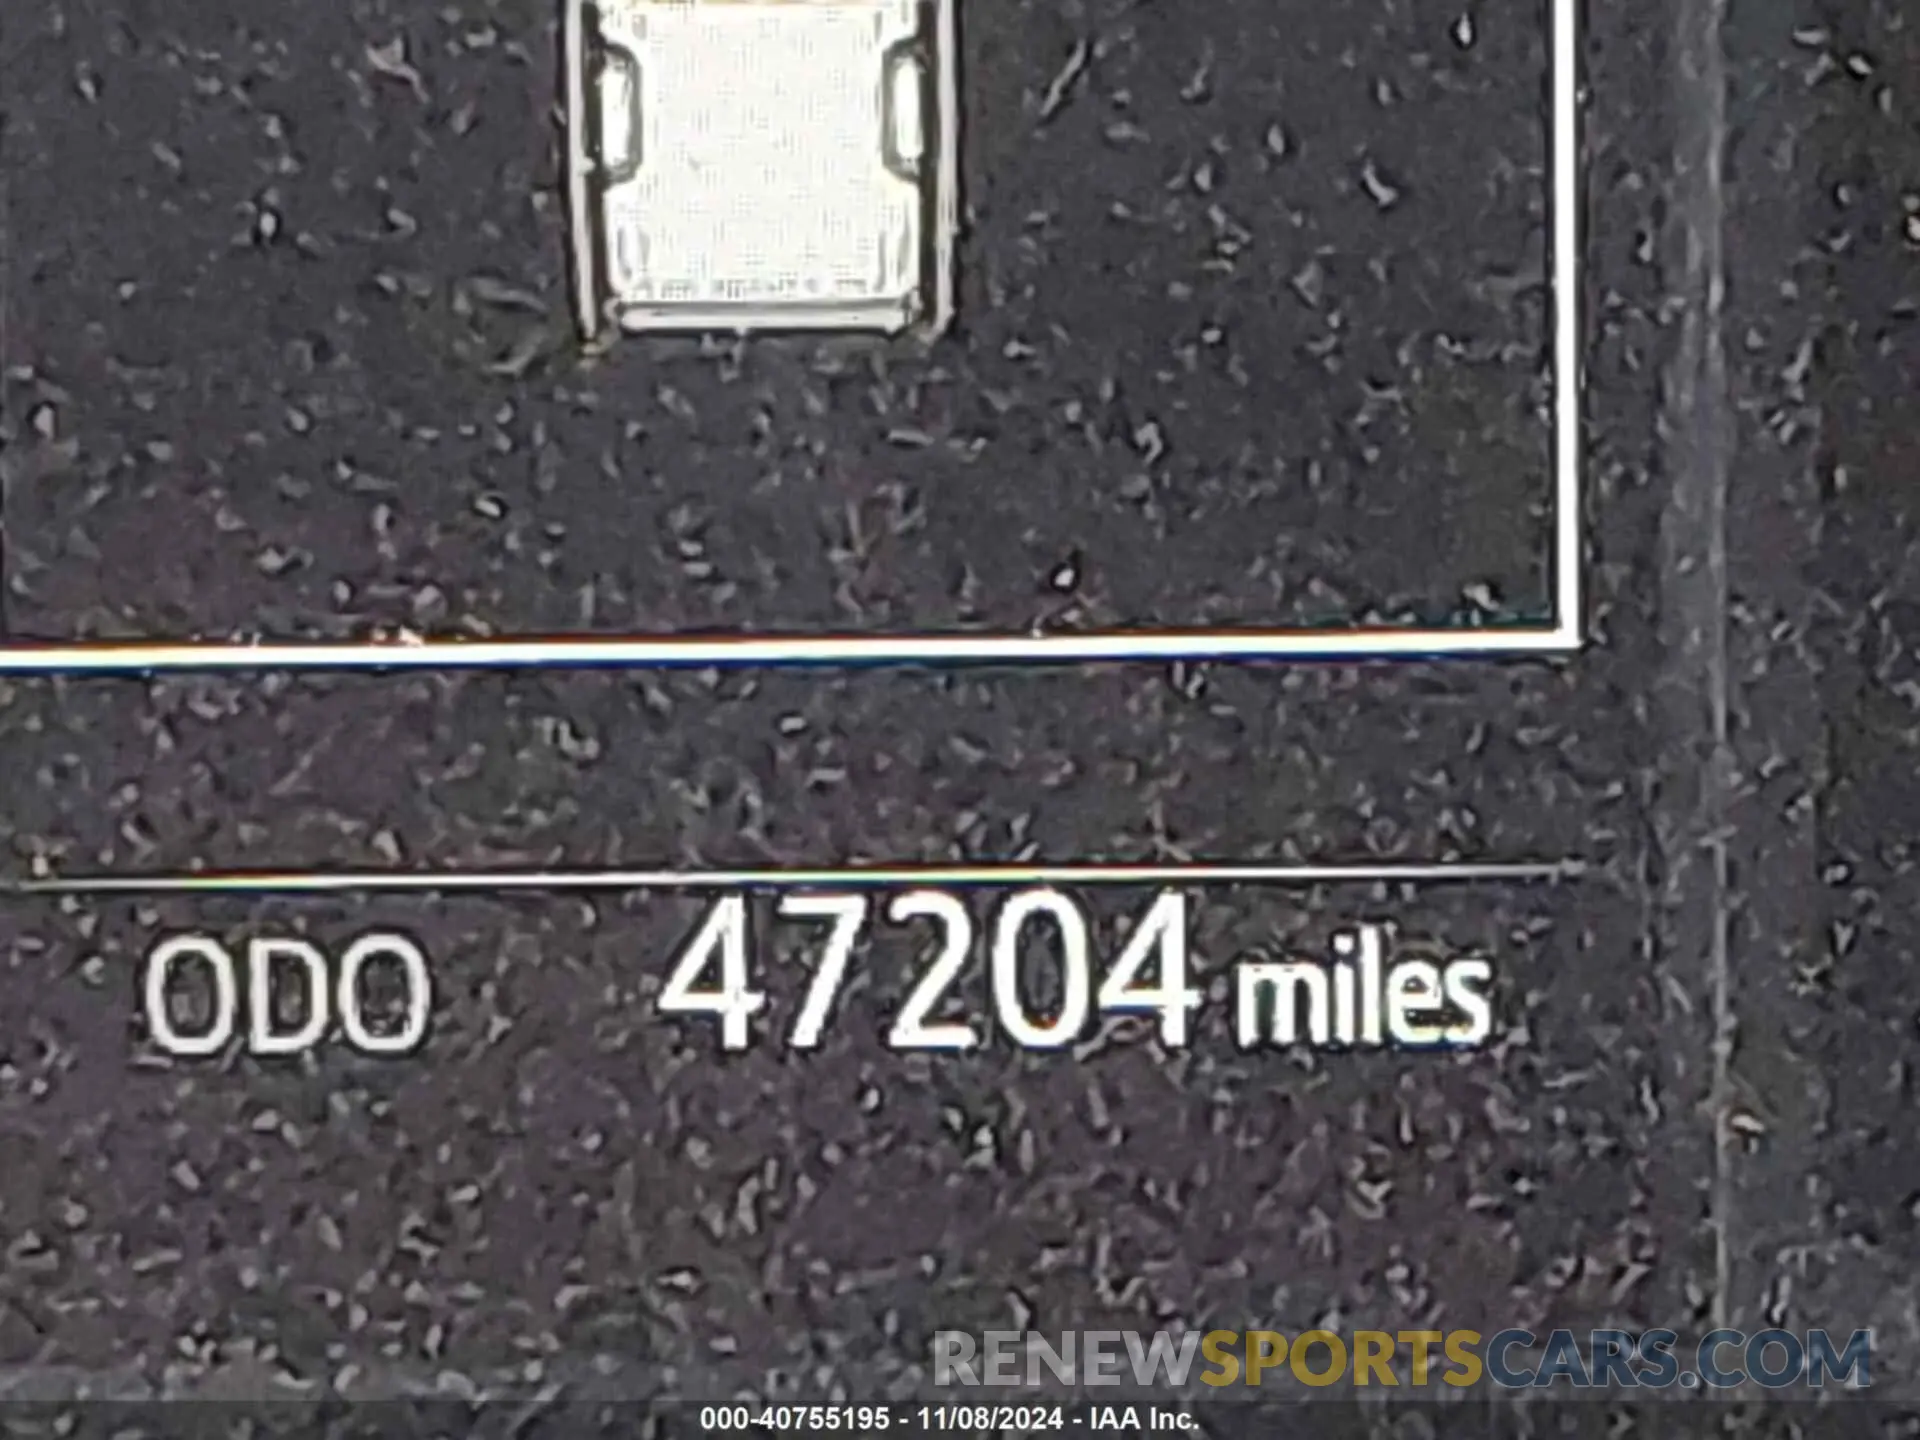 ODO 47204 miles
RENEWSPORTSCARS.COM
000-40755195 - 11/08/2024 - IAA Inc.